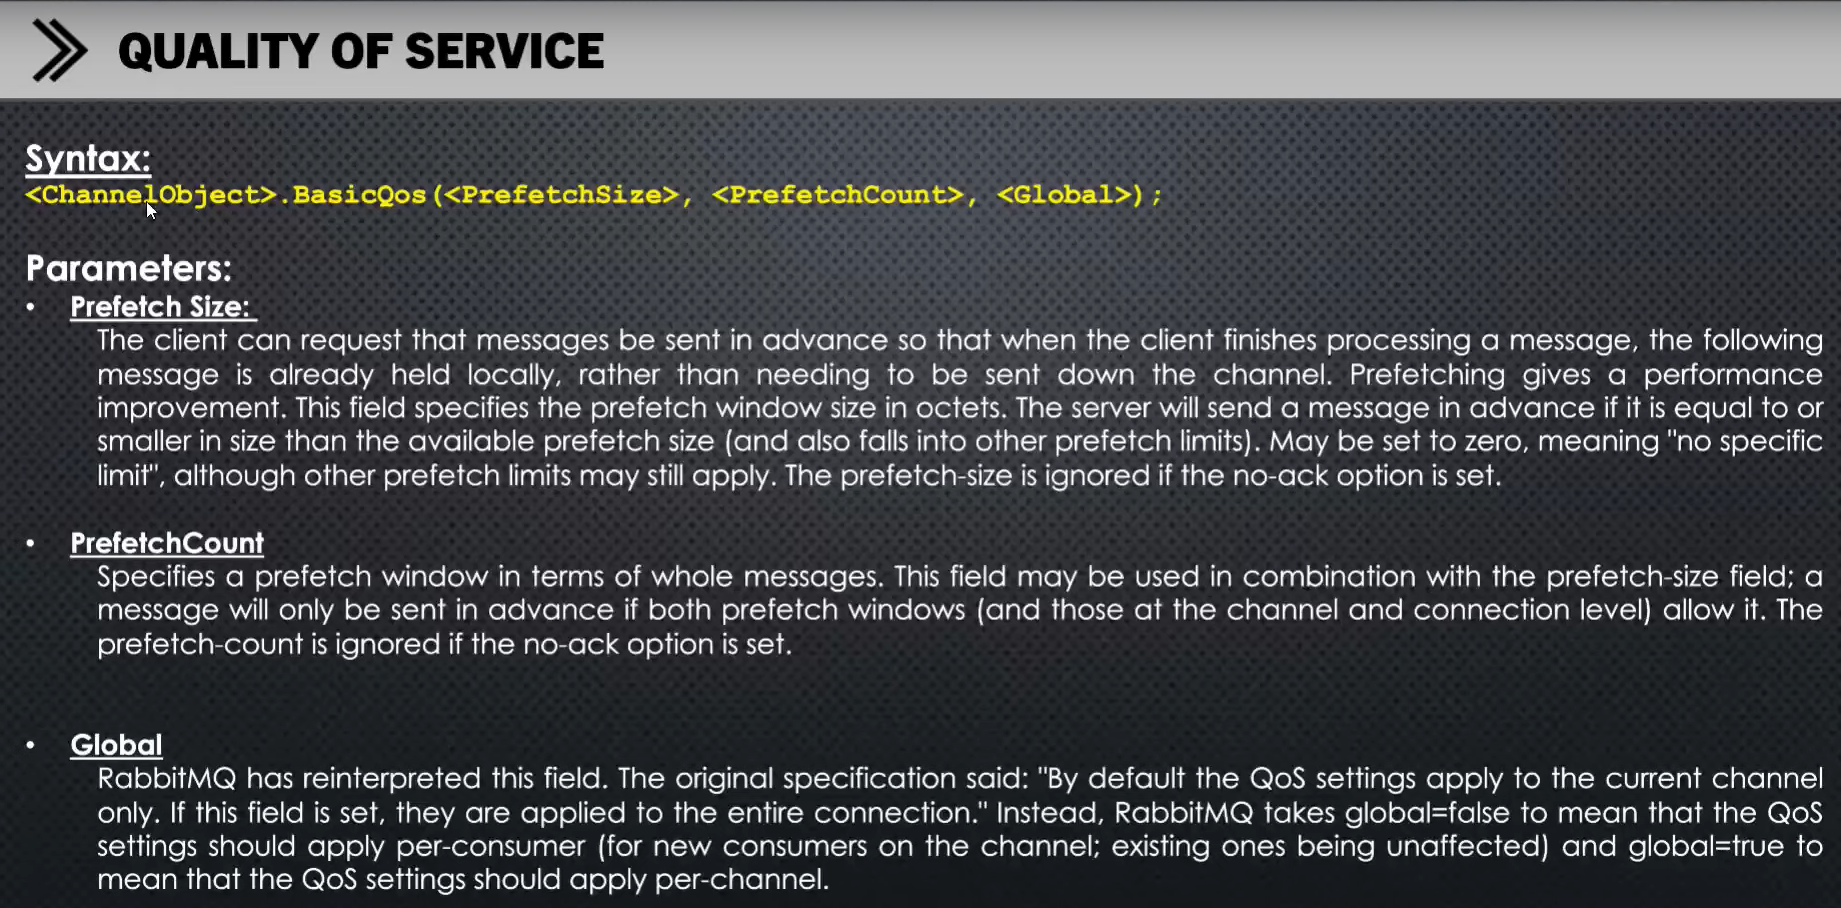 QUALITY OF SERVICE
Syntax:
<ChannelObject>.BasicQos(<PrefetchSize>, <PrefetchCount>, <Global>);
Parameters:
• Prefetch Size:
The client can request that messages be sent in advance so that when the client finishes processing a message, the following
message is already held locally, rather than needing to be sent down the channel. Prefetching gives a performance
improvement. This field specifies the prefetch window size in octets. The server will send a message in advance if it is equal to or
smaller in size than the available prefetch size (and also falls into other prefetch limits). May be set to zero, meaning "no specific
limit", although other prefetch limits may still apply. The prefetch-size is ignored if the no-ack option is set.
• PrefetchCount
Specifies a prefetch window in terms of whole messages. This field may be used in combination with the prefetch-size field; a
message will only be sent in advance if both prefetch windows (and those at the channel and connection level) allow it. The
prefetch-count is ignored if the no-ack option is set.
• Global
RabbitMQ has reinterpreted this field. The original specification said: "By default the QoS settings apply to the current channel
only. If this field is set, they are applied to the entire connection." Instead, RabbitMQ takes global=false to mean that the QoS
settings should apply per-consumer (for new consumers on the channel; existing ones being unaffected) and global=true to
mean that the QoS settings should apply per-channel.